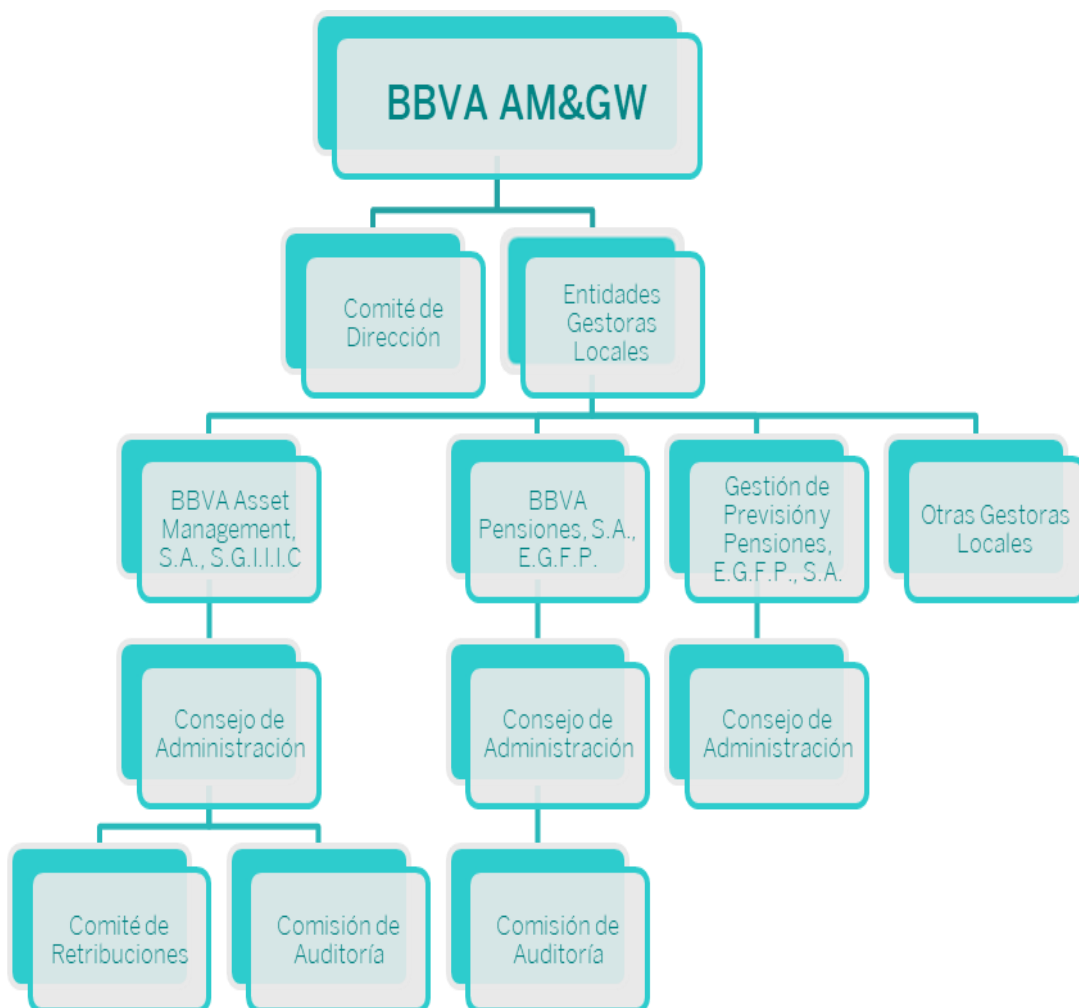 BBVA AM&GW
Comité de
Dirección
Entidades
Gestoras
Locales
BBVA Asset
Management,
S.A., S.G.I.I.I.C
BBVA
Pensiones, S.A.,
E.G.F.P.
Gestión de
Previsión y
Pensiones,
E.G.F.P., S.A.
Otras Gestoras
Locales
Consejo de
Administración
Consejo de
Administración
Consejo de
Administración
Comité de
Retribuciones
Comisión de
Auditoría
Comisión de
Auditoría